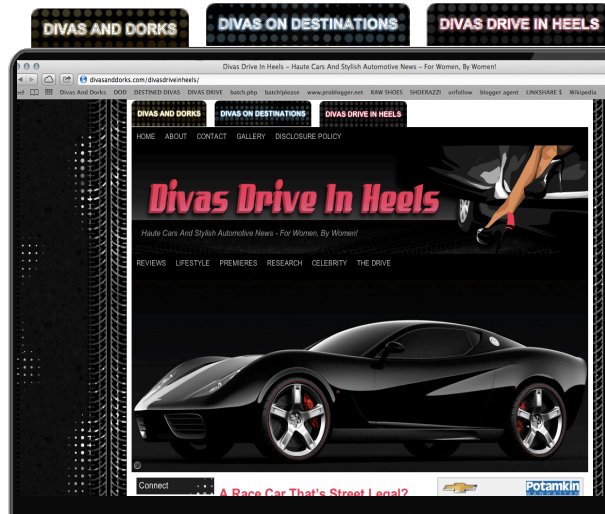 DIVAS AND DORKS
DIVAS ON DESTINATIONS
DIVAS DRIVE IN HEELS
Divas Drive In Heels – Haute Cars And Stylish Automotive News – For Women, By Women!
divasanddorks.com/divasdriveinheels/
Divas And Dorks DOD DESTINED DIVAS DIVAS DRIVE batch.php batchplease www.problogger.net RAW SHOES SHOERAZZI unfollow blogger agent LINKSHARE $ Wikipedia
DIVAS AND DORKS
DIVAS ON DESTINATIONS
DIVAS DRIVE IN HEELS
HOME ABOUT CONTACT GALLERY DISCLOSURE POLICY
Divas Drive In Heels
Haute Cars And Stylish Automotive News - For Women, By Women!
REVIEWS LIFESTYLE PREMIERES RESEARCH CELEBRITY THE DRIVE
Connect
A Race Car That's Street Legal?
Potamkin
MANHATTAN